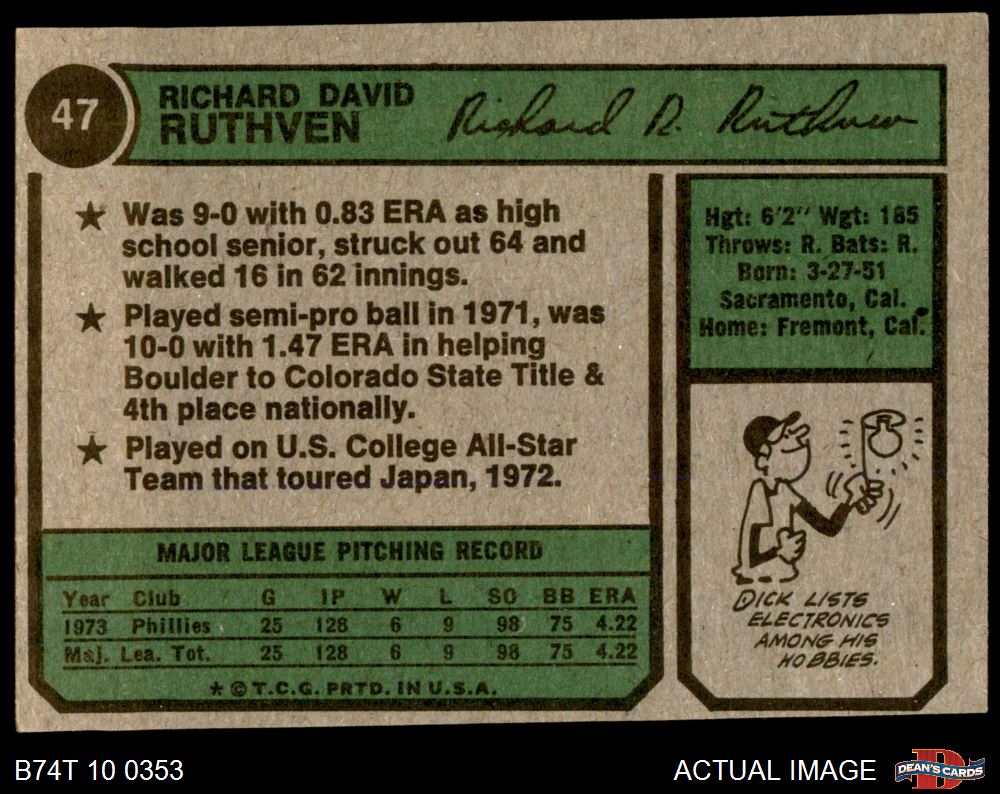 47
RICHARD DAVID
RUTHVEN
Richard D. Ruthven
★ Was 9-0 with 0.83 ERA as high
school senior, struck out 64 and
walked 16 in 62 innings.
★ Played semi-pro ball in 1971, was
10-0 with 1.47 ERA in helping
Boulder to Colorado State Title &
4th place nationally.
★ Played on U.S. College All-Star
Team that toured Japan, 1972.
Hgt: 6'2" Wgt: 185
Throws: R. Bats: R.
Born: 3-27-51
Sacramento, Cal.
Home: Fremont, Cal.
DICK LISTS
ELECTRONICS
AMONG HIS
HOBBIES.
MAJOR LEAGUE PITCHING RECORD
Year Club G IP W L SO BB ERA
1973 Phillies 25 128 6 9 98 75 4.22
Maj. Lea. Tot. 25 128 6 9 98 75 4.22
★ © T.C.G. PRTD. IN U.S.A.
B74T 10 0353
ACTUAL IMAGE
DEAN'S CARDS